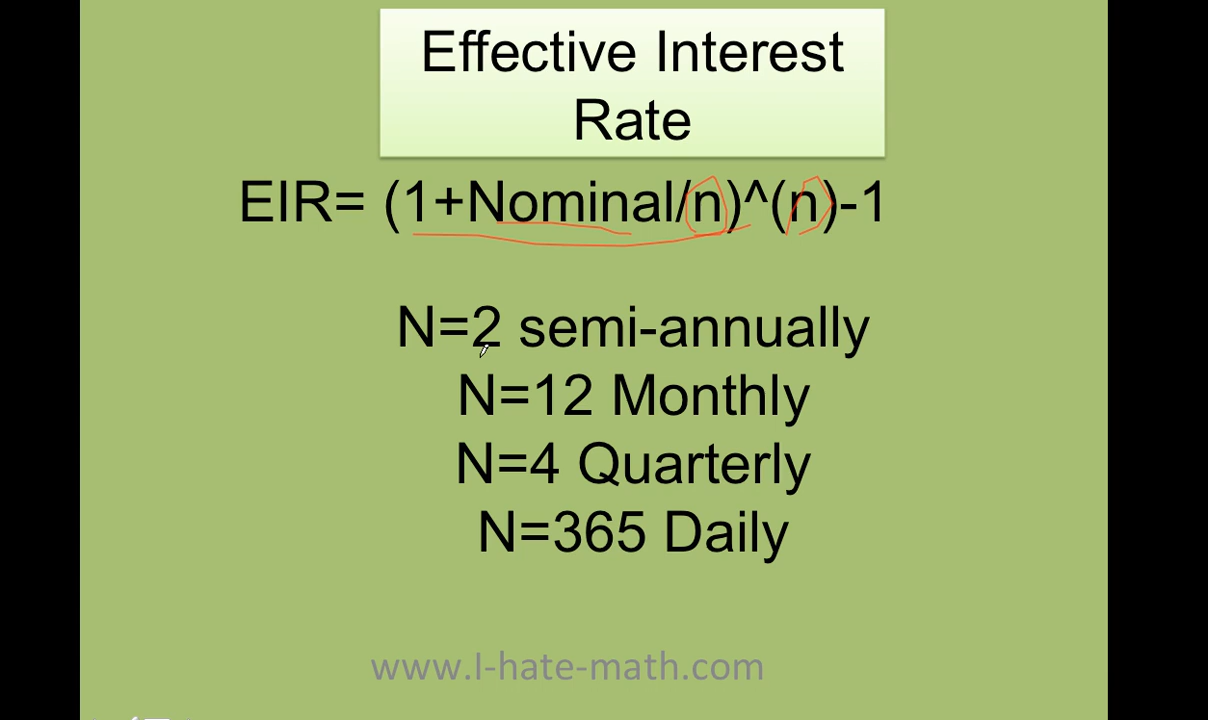 Effective Interest
Rate
EIR= (1+Nominal/n)^(n)-1
N=2 semi-annually
N=12 Monthly
N=4 Quarterly
N=365 Daily
www.I-hate-math.com